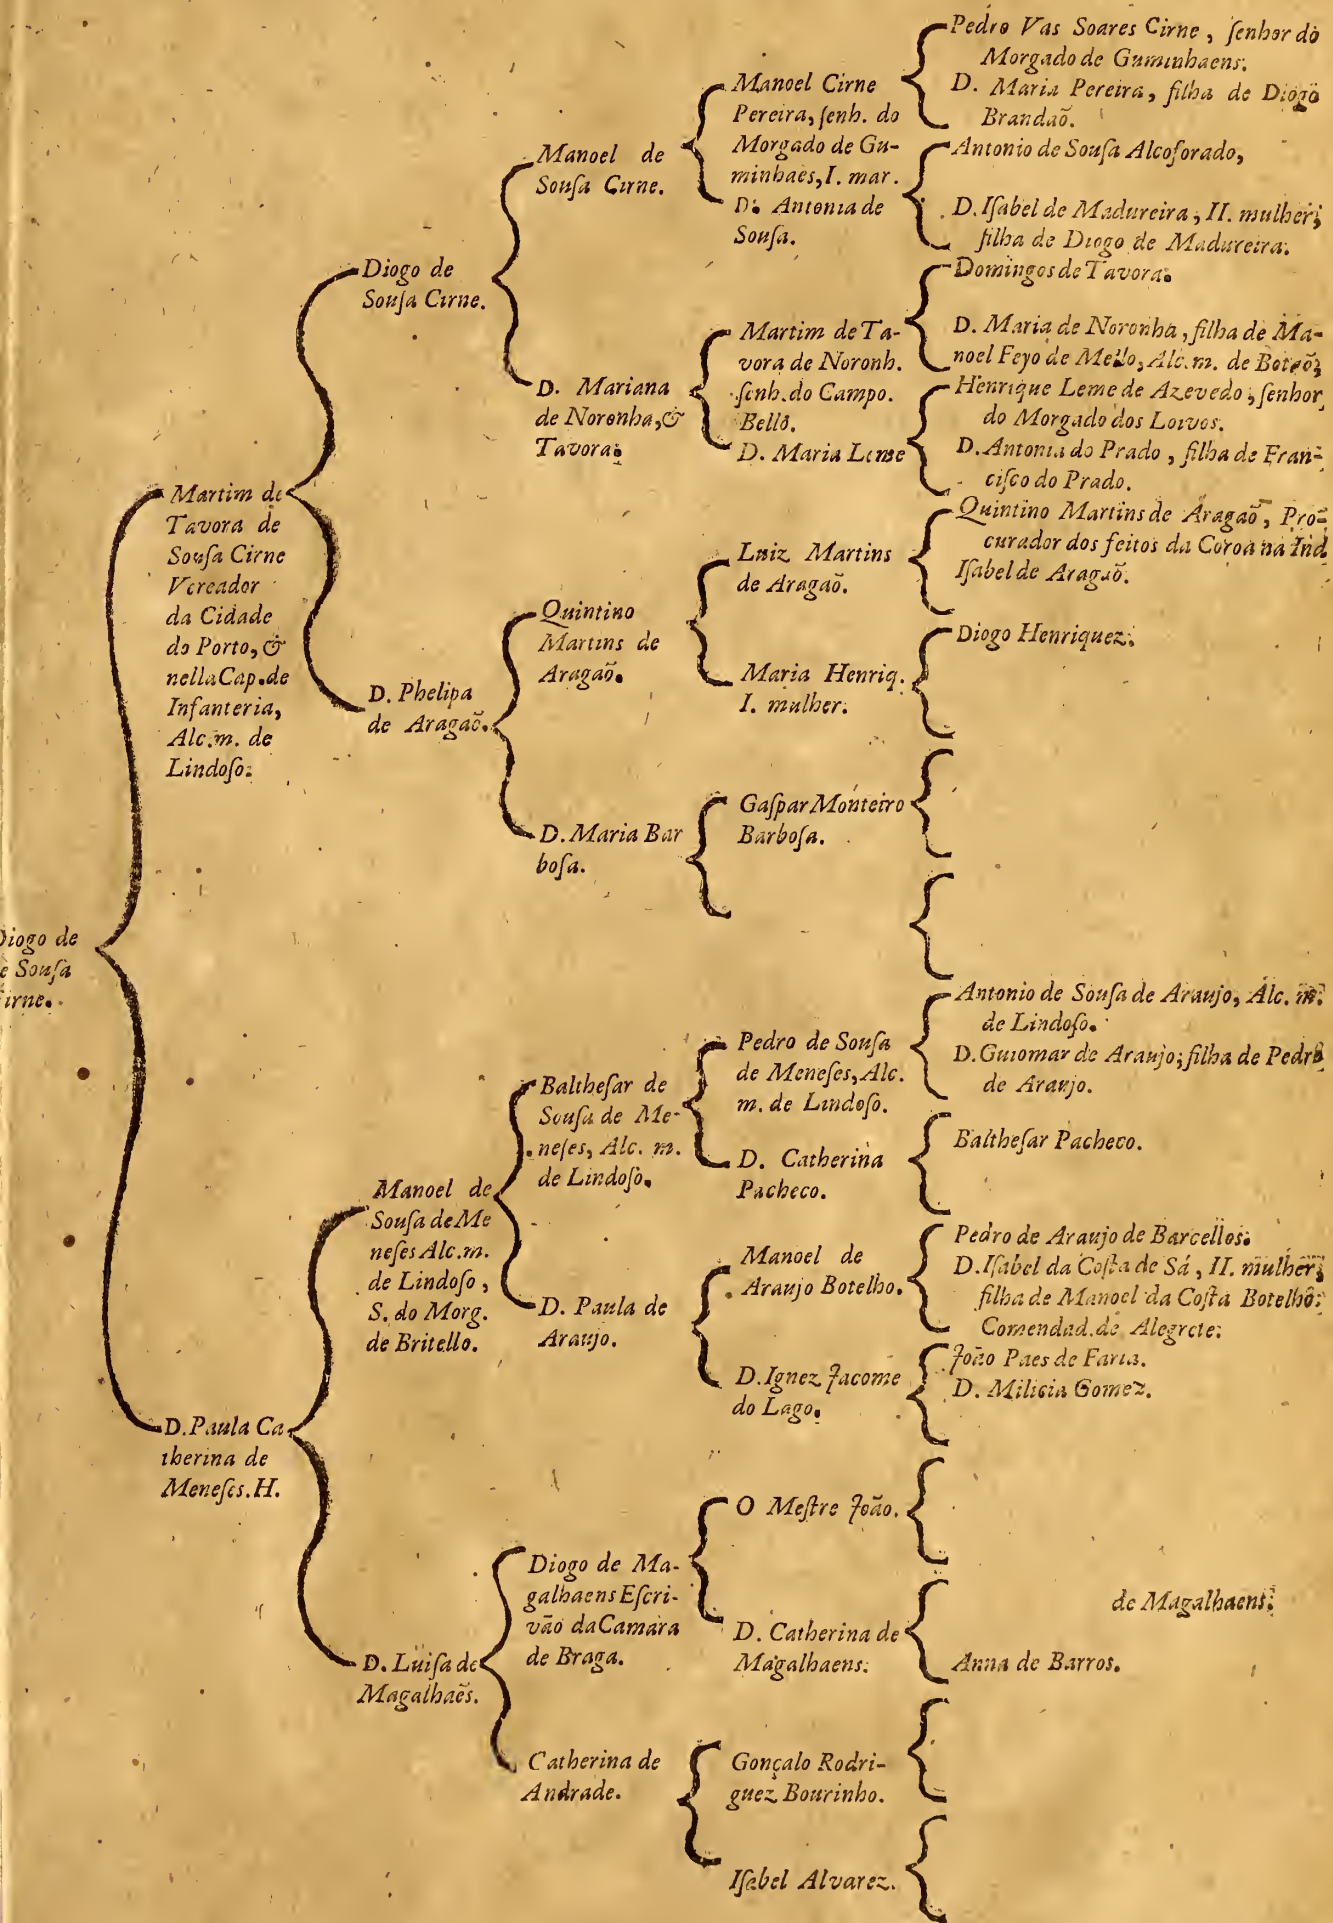 Pedro Vas Soares Cirne, ſenhor do
Morgado de Guminhaens.
D. Maria Pereira, filha de Diogo
Brandaõ.
Antonio de Souſa Alcoforado,
D. Iſabel de Madureira, II. mulher,
filha de Diogo de Madureira.
Domingos de Tavora.
D. Maria de Noronha, filha de Ma-
noel Feyo de Mello, Alc. m. de
Henrique Leme de Azevedo, ſenhor
do Morgado dos Loivos.
D. Antonia do Prado, filha de Fran-
ciſco do Prado.
Quintino Martins de Aragaõ, Pro-
curador dos feitos da Coroa na Ind
Iſabel de Aragaõ.
Diogo Henriquez.
Antonio de Souſa de Araujo, Alc. m.
de Lindoſo.
D. Guiomar de Araujo, filha de Pedro
de Araujo.
Baltheſar Pacheco.
Pedro de Araujo de Barcellos.
D. Iſabel da Coſta de Sá, II. mulher,
filha de Manoel da Coſta Botelho.
Comendad. de Alegrete.
João Paes de Faria.
D. Milicia Gomez.
de Magalhaens.
Anna de Barros.
Manoel Cirne
Pereira, ſenh. do
Morgado de Gu-
minhaes, I. mar.
D. Antonia de
Souſa.
Martim de Ta-
vora de Noronh.
ſenh. do Campo.
Bello.
D. Maria Leme
Luiz Martins
de Aragaõ.
Maria Henriq.
I. mulher.
Gaſpar Monteiro
Barboſa.
Pedro de Souſa
de Meneſes, Alc.
m. de Lindoſo.
D. Catherina
Pacheco.
Manoel de
Araujo Botelho.
D. Ignez Jacome
do Lago.
O Meſtre João.
D. Catherina de
Magalhaens.
Gonçalo Rodri-
guez Bourinho.
Iſabel Alvarez.
Manoel de
Souſa Cirne.
D. Mariana
de Noronha, &
Tavora.
Quintino
Martins de
Aragaõ.
D. Maria Bar
boſa.
Baltheſar de
Souſa de Me-
neſes, Alc. m.
de Lindoſo.
D. Paula de
Araujo.
Diogo de Ma-
galhaens Eſcri-
vão da Camara
de Braga.
Catherina de
Andrade.
Diogo de
Souſa Cirne.
D. Phelipa
de Aragaõ.
Manoel de
Souſa de Me
neſes Alc. m.
de Lindoſo,
S. do Morg.
de Britello.
D. Luiſa de
Magalhaẽs.
Martim de
Tavora de
Souſa Cirne
Vereador
da Cidade
do Porto, &
nella Cap. de
Infanteria,
Alc. m. de
Lindoſo.
D. Paula Ca
therina de
Meneſes. H.
Diogo de
e Souſa
irne.